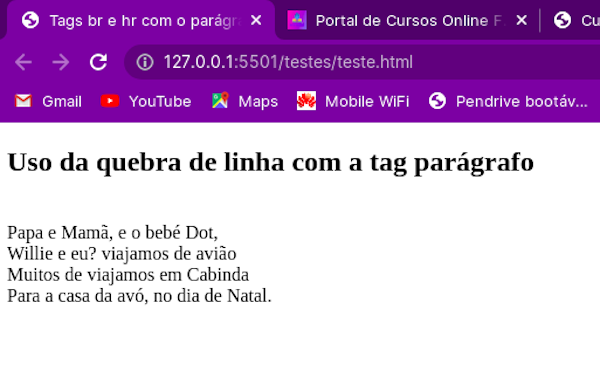 Tags br e hr com o parágra
Portal de Cursos Online F
Cu
127.0.0.1:5501/testes/teste.html
Gmail
YouTube
Maps
Mobile WiFi
Pendrive bootáv...
Uso da quebra de linha com a tag parágrafo
Papa e Mamã, e o bebé Dot,
Willie e eu? viajamos de avião
Muitos de viajamos em Cabinda
Para a casa da avó, no dia de Natal.